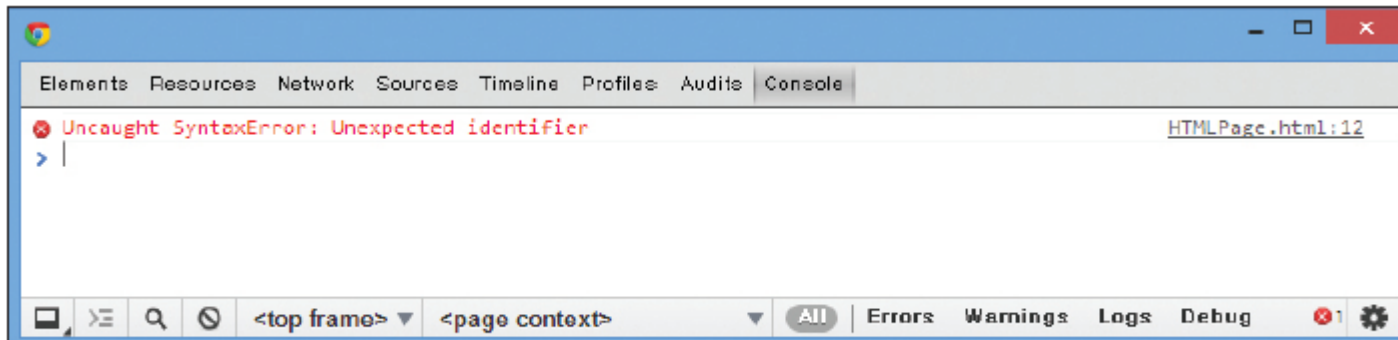 Elements Resources Network Sources Timeline Profiles Audits Console
Uncaught SyntaxError: Unexpected identifier HTMLPage.html:12
>
<top frame> <page context> All Errors Warnings Logs Debug 1